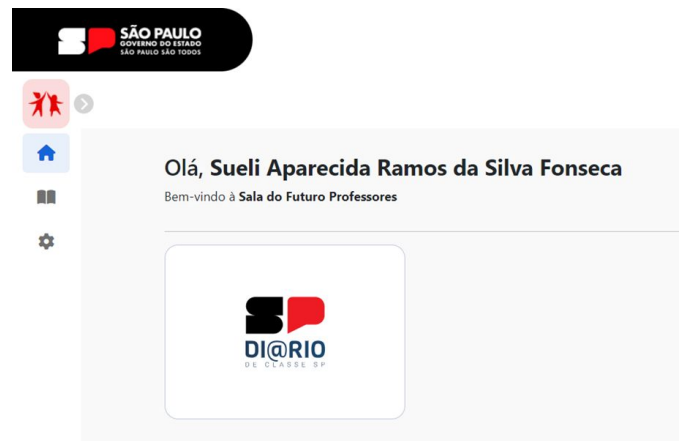 SÃO PAULO
GOVERNO DO ESTADO
SÃO PAULO SÃO TODOS
Olá, Sueli Aparecida Ramos da Silva Fonseca
Bem-vindo à Sala do Futuro Professores
SP
DI@RIO
DE CLASSE SP